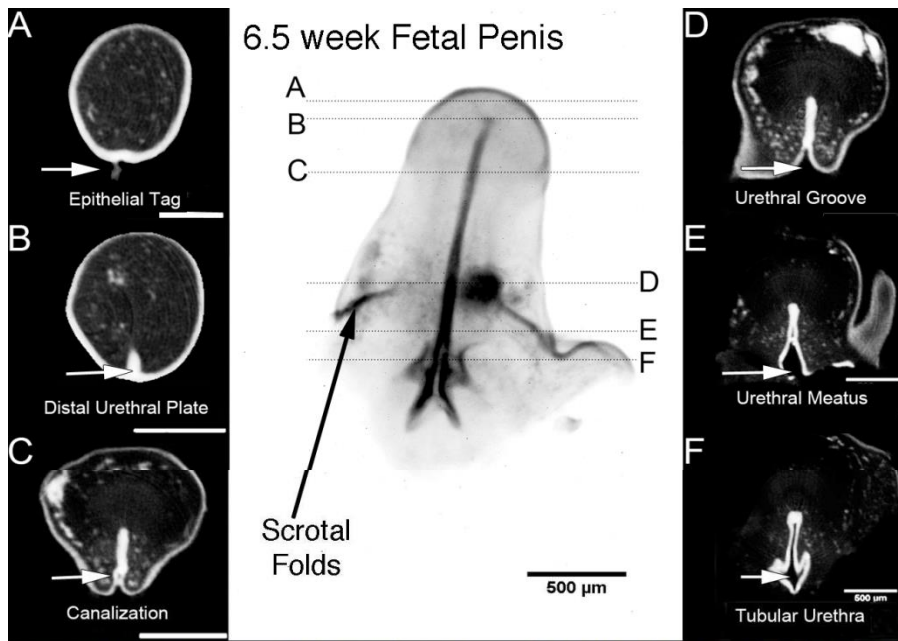 A
Epithelial Tag
B
Distal Urethral Plate
C
Canalization
6.5 week Fetal Penis
A
B
C
D
E
F
Scrotal
Folds
500 µm
D
Urethral Groove
E
Urethral Meatus
F
500 µm
Tubular Urethra